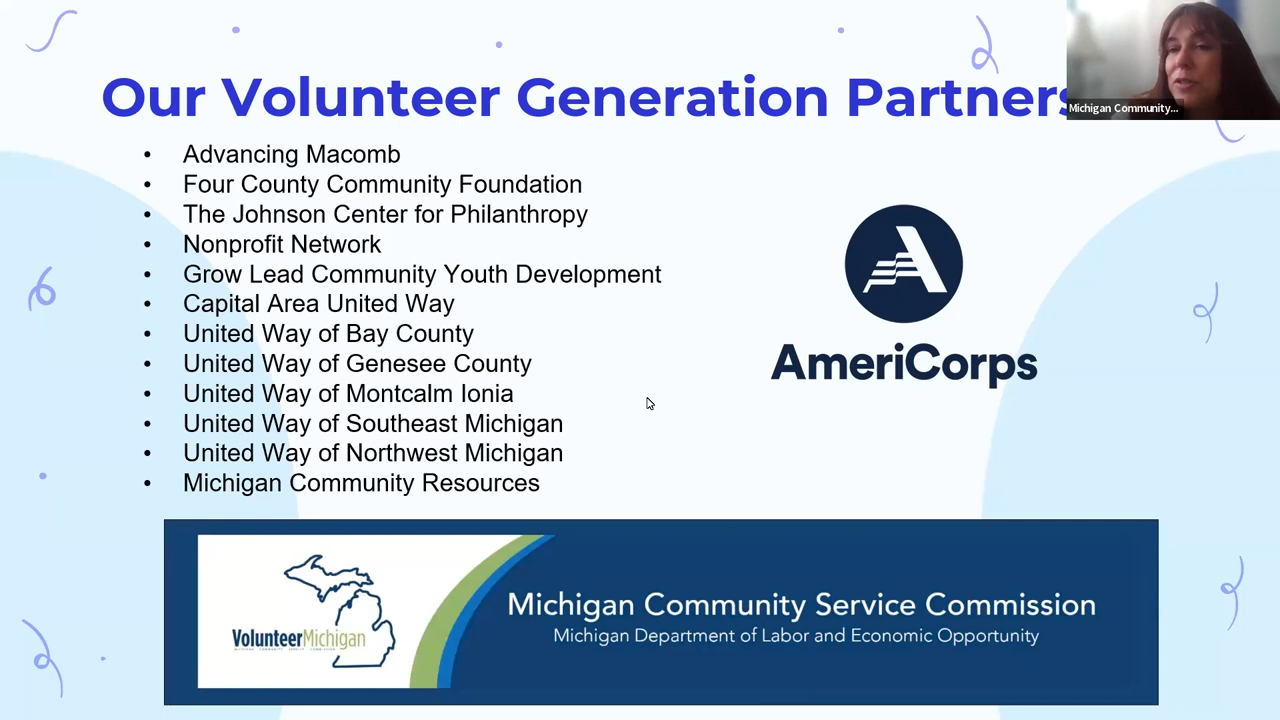 Our Volunteer Generation Partners
Michigan Community...
• Advancing Macomb
• Four County Community Foundation
• The Johnson Center for Philanthropy
• Nonprofit Network
• Grow Lead Community Youth Development
• Capital Area United Way
• United Way of Bay County
• United Way of Genesee County
• United Way of Montcalm Ionia
• United Way of Southeast Michigan
• United Way of Northwest Michigan
• Michigan Community Resources
AmeriCorps
VolunteerMichigan
Michigan Community Service Commission
Michigan Department of Labor and Economic Opportunity